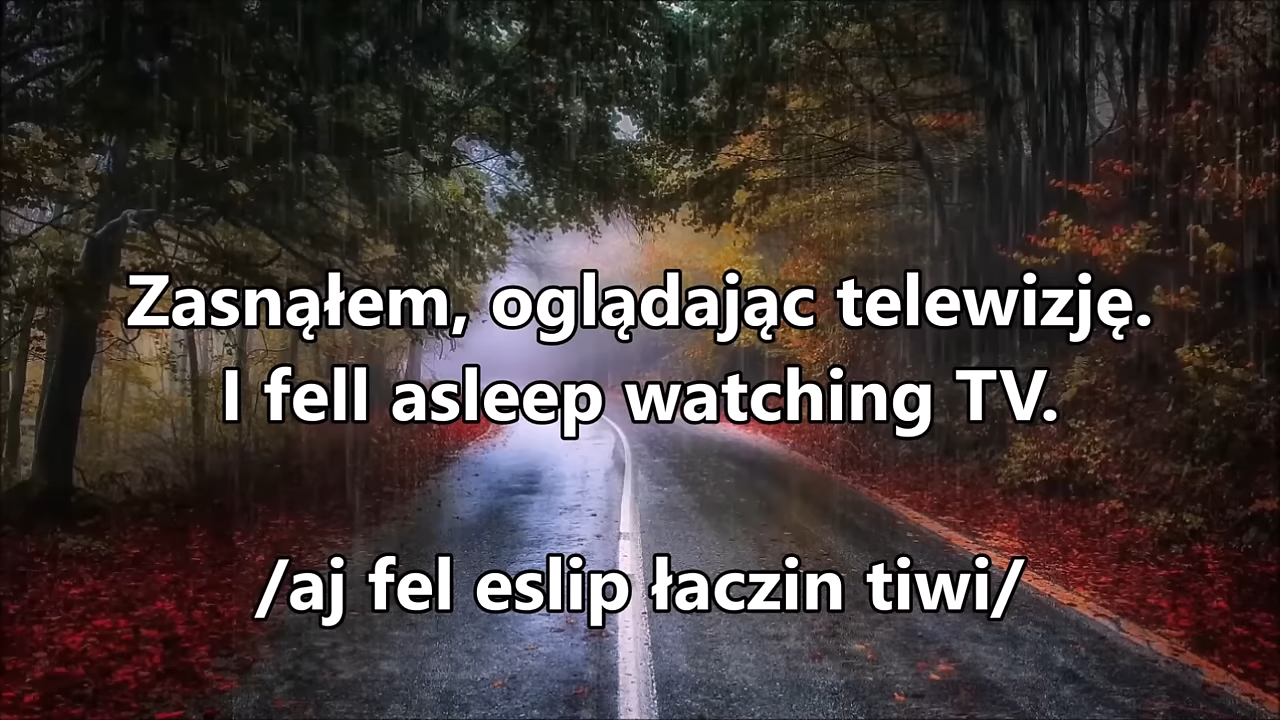 Zasnąłem, oglądając telewizję.
I fell asleep watching TV.
/aj fel eslip łaczin tiwi/